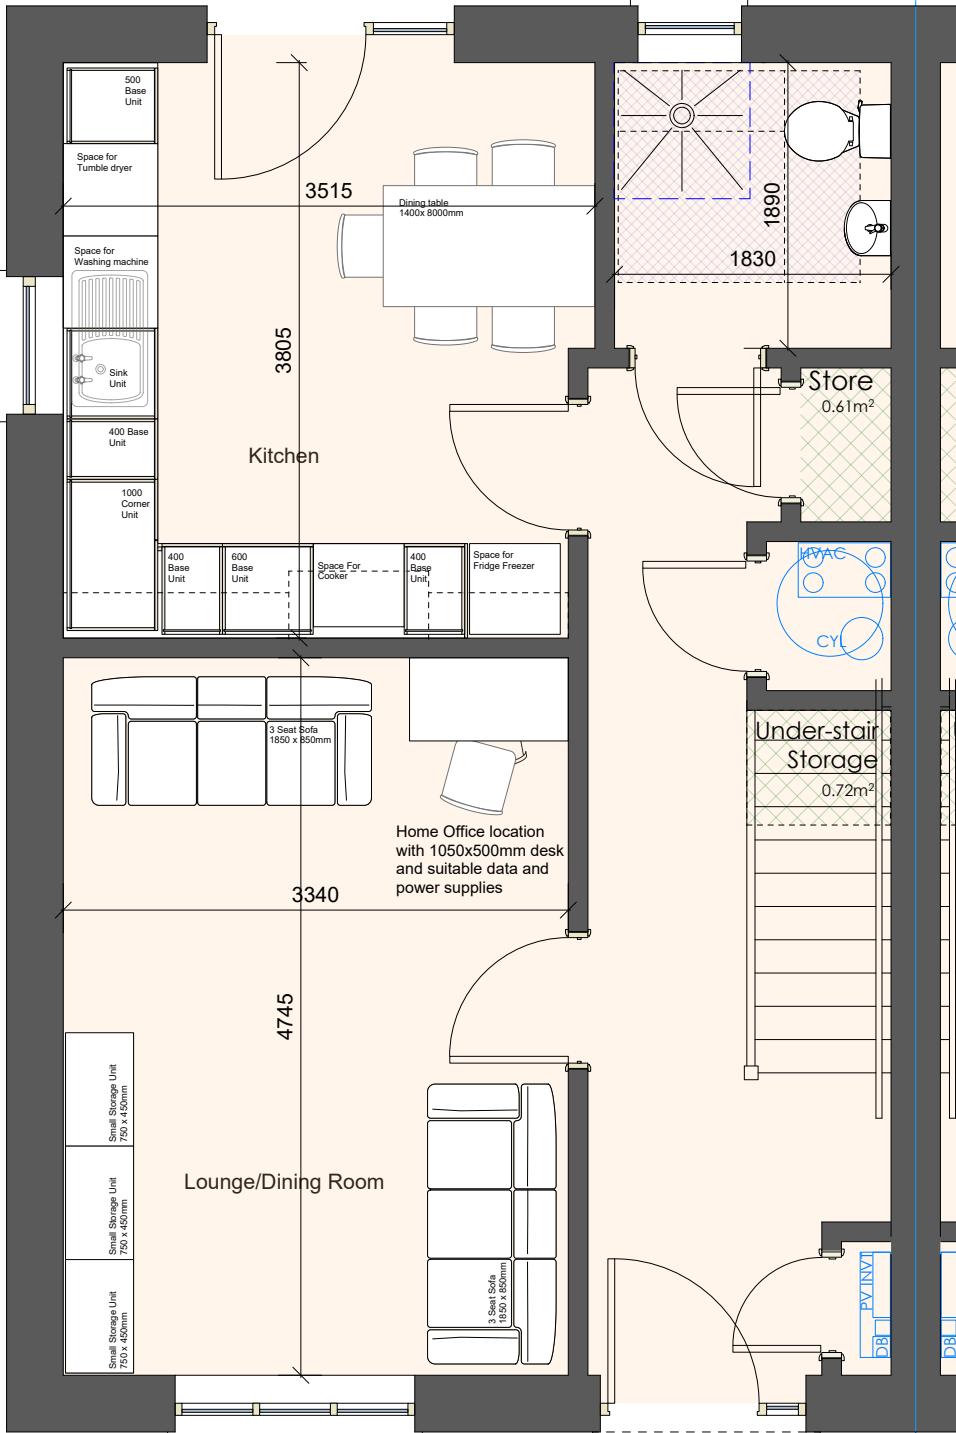 500
Base
Unit
Space for
Tumble dryer
3515
Dining table
1400x 8000mm
1890
1830
Space for
Washing machine
3805
Sink
Unit
Store
0.61m²
400 Base
Unit
Kitchen
1000
Corner
Unit
400
Base
Unit
600
Base
Unit
Space For
Cooker
400
Base
Unit
Space for
Fridge Freezer
HVAC
CYL
3 Seat Sofa
1850 x 850mm
Under-stair
Storage
0.72m²
Home Office location
with 1050x500mm desk
and suitable data and
power supplies
3340
4745
Small Storage Unit
750 x 450mm
Small Storage Unit
750 x 450mm
Small Storage Unit
750 x 450mm
Lounge/Dining Room
3 Seat Sofa
1850 x 850mm
PV INV1
DB
DB